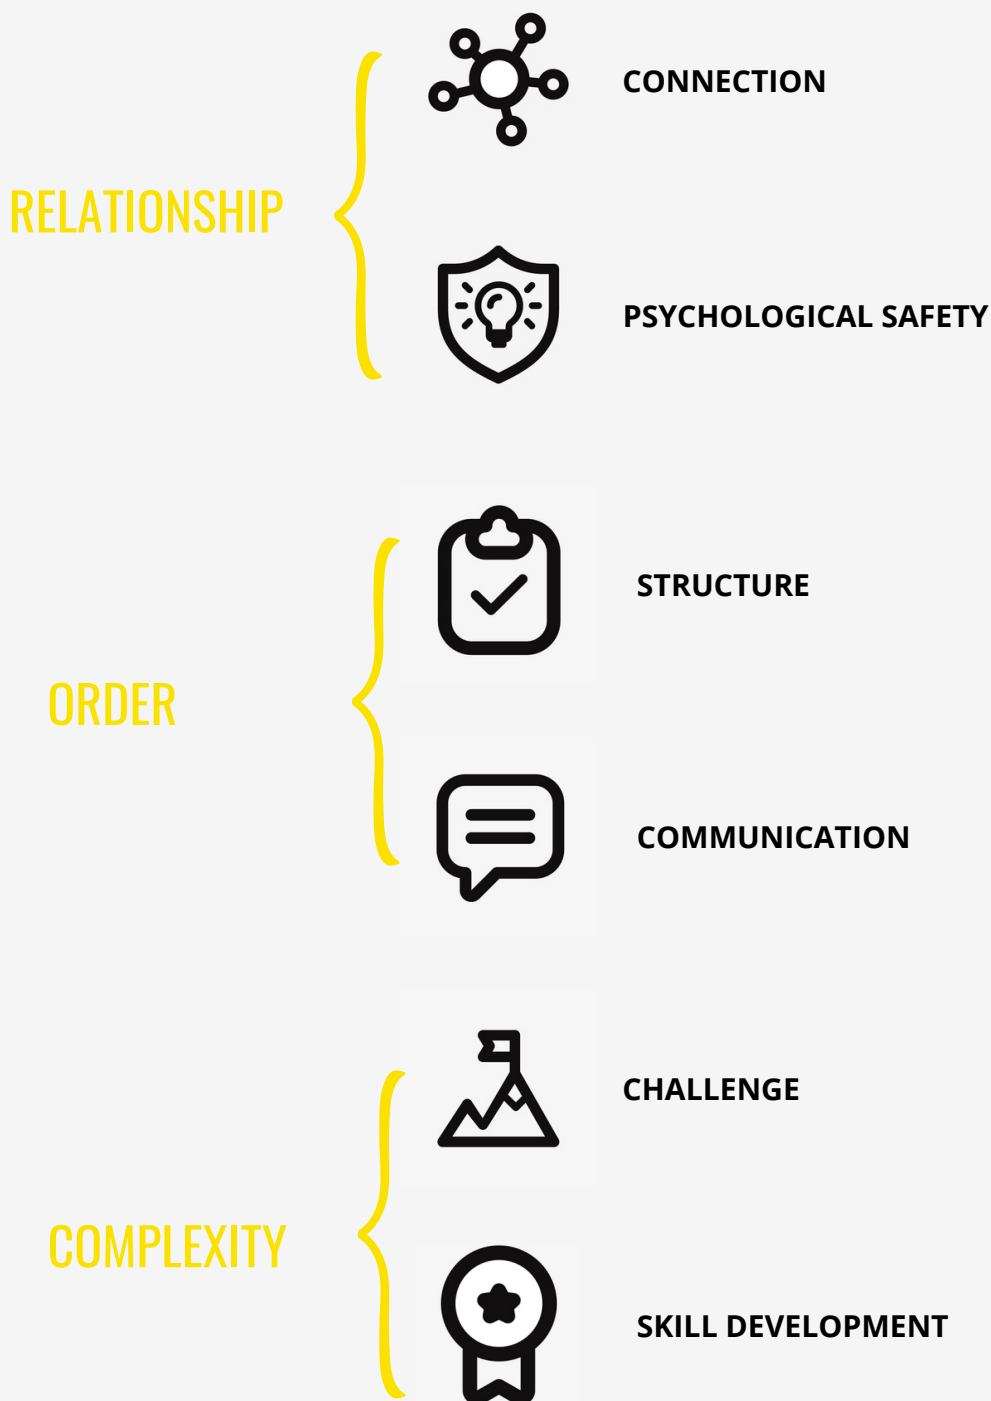 CONNECTION
RELATIONSHIP
PSYCHOLOGICAL SAFETY
STRUCTURE
ORDER
COMMUNICATION
CHALLENGE
COMPLEXITY
SKILL DEVELOPMENT